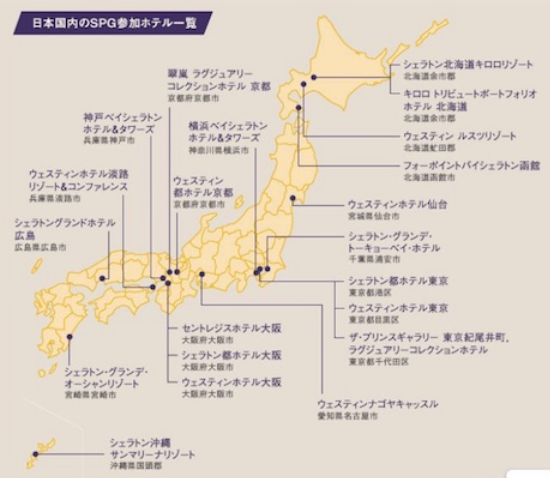 日本国内のSPG参加ホテル一覧
翠嵐 ラグジュアリー
コレクションホテル 京都
京都府京都市
シェラトン北海道キロロリゾート
北海道余市郡
キロロ トリビュートポートフォリオ
ホテル 北海道
北海道余市郡
神戸ベイシェラトン
ホテル&タワーズ
兵庫県神戸市
横浜ベイシェラトン
ホテル&タワーズ
神奈川県横浜市
ウェスティン ルスツリゾート
北海道虻田郡
フォーポイントバイシェラトン函館
北海道函館市
ウェスティンホテル淡路
リゾート&コンファレンス
兵庫県淡路市
ウェスティン
都ホテル京都
京都府京都市
ウェスティンホテル仙台
宮城県仙台市
シェラトングランドホテル
広島
広島県広島市
シェラトン・グランデ・
トーキョーベイ・ホテル
千葉県浦安市
シェラトン都ホテル東京
東京都港区
ウェスティンホテル東京
東京都目黒区
ザ・プリンスギャラリー 東京紀尾井町,
ラグジュアリーコレクションホテル
東京都千代田区
セントレジスホテル大阪
大阪府大阪市
シェラトン都ホテル大阪
大阪府大阪市
ウェスティンホテル大阪
大阪府大阪市
シェラトン・グランデ・
オーシャンリゾート
宮崎県宮崎市
ウェスティンナゴヤキャッスル
愛知県名古屋市
シェラトン沖縄
サンマリーナリゾート
沖縄県国頭郡